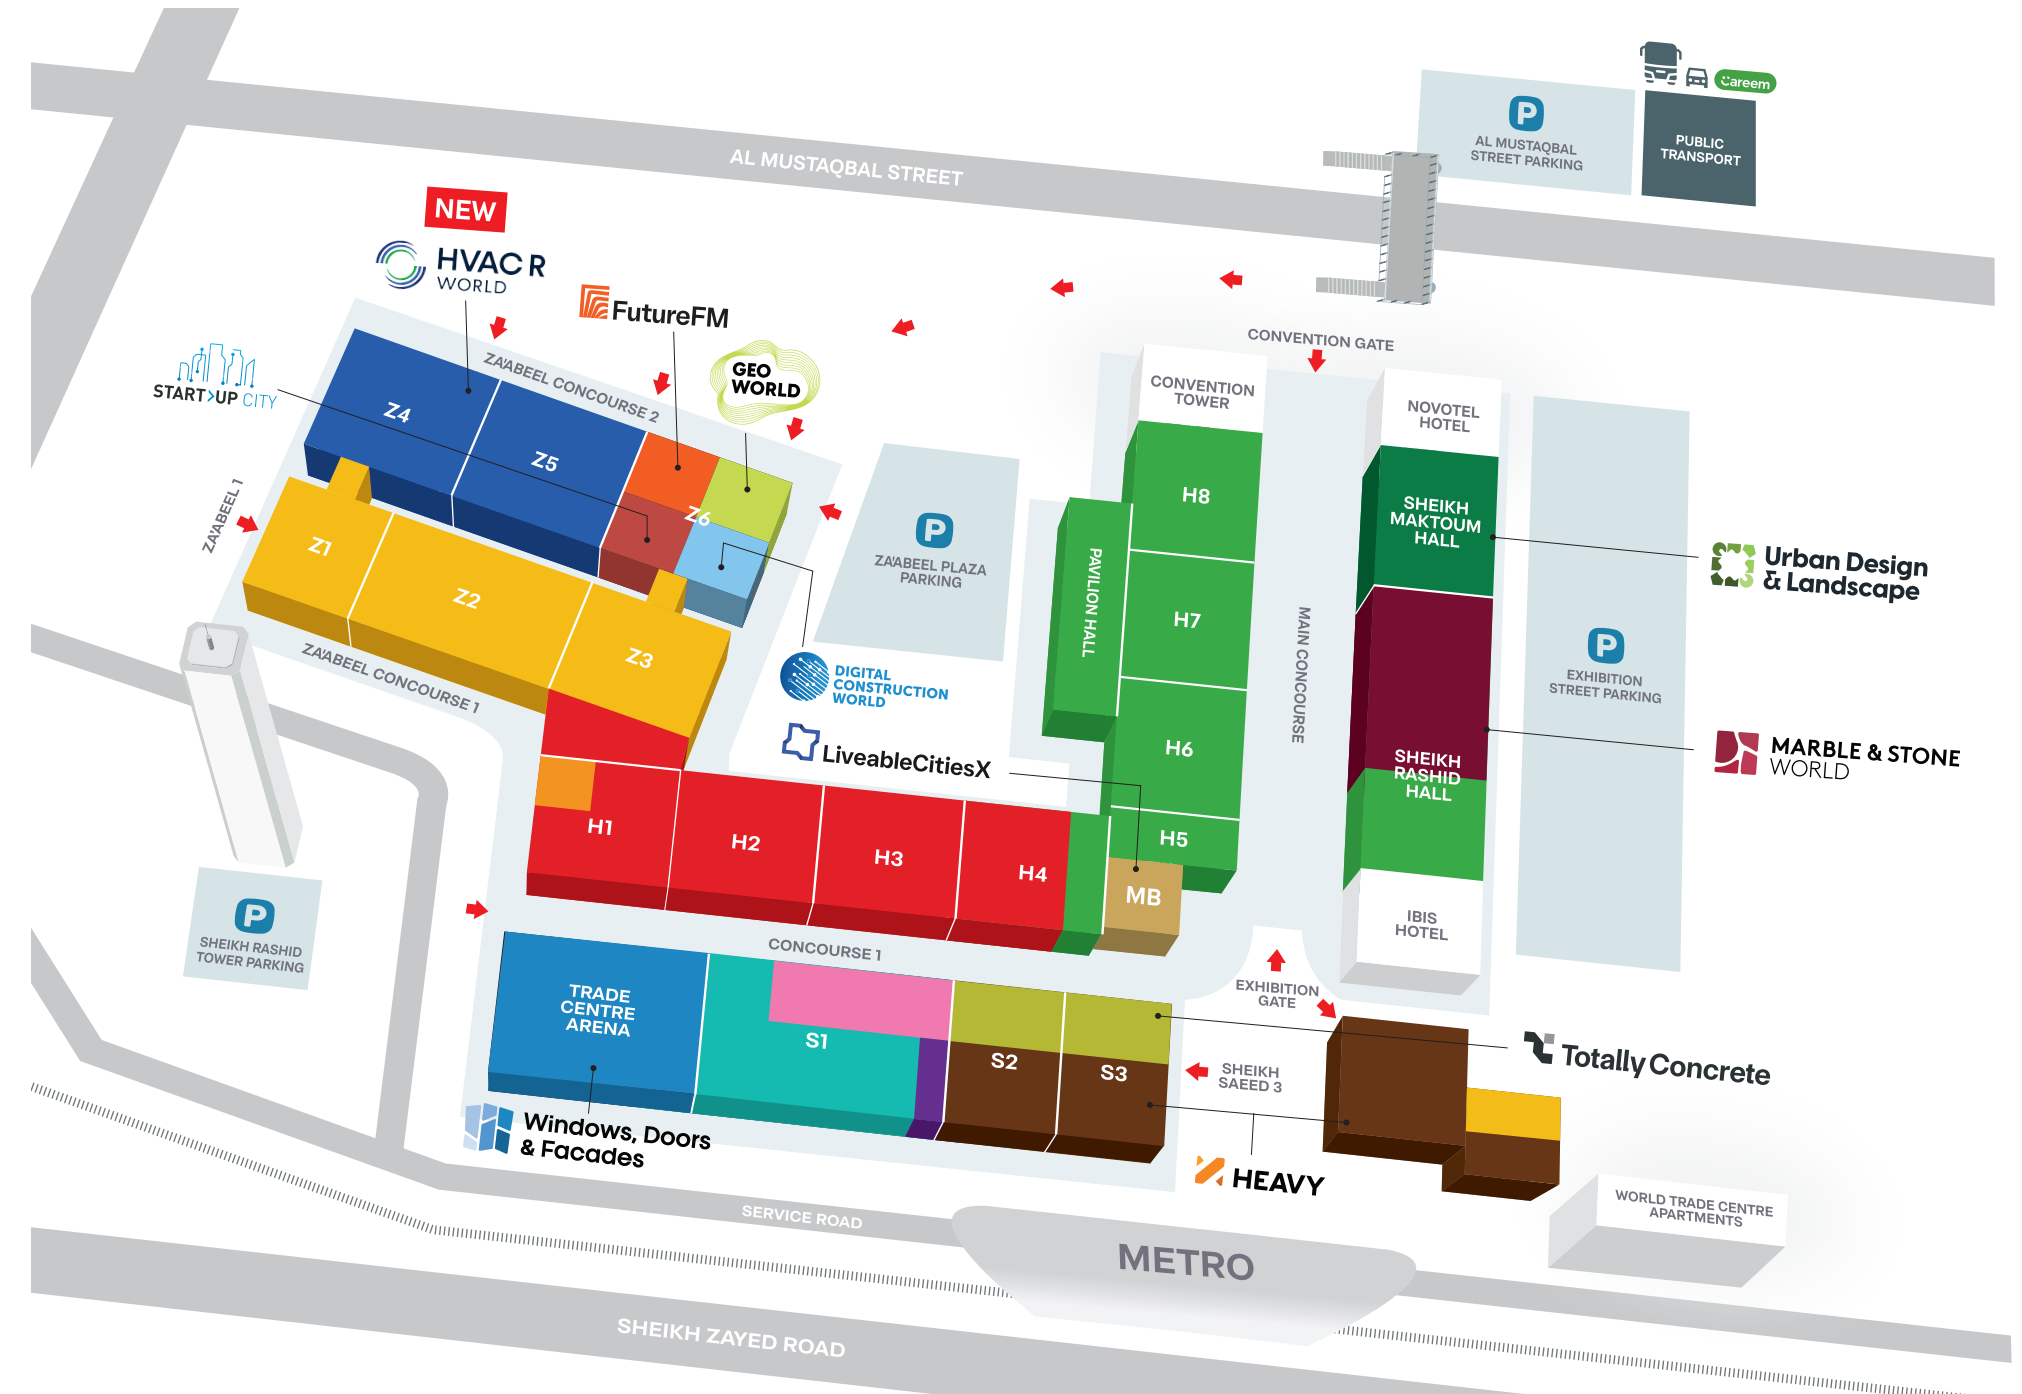 Careem
P
AL MUSTAQBAL
STREET PARKING
PUBLIC
TRANSPORT
AL MUSTAQBAL STREET
NEW
HVAC R
WORLD
FutureFM
GEO
WORLD
START>UP CITY
ZA'ABEEL CONCOURSE 2
CONVENTION GATE
CONVENTION
TOWER
NOVOTEL
HOTEL
Z4
Z5
Z6
ZA'ABEEL 1
Z1
Z2
Z3
ZA'ABEEL CONCOURSE 1
P
ZA'ABEEL PLAZA
PARKING
PAVILION HALL
H8
H7
H6
H5
MAIN CONCOURSE
SHEIKH
MAKTOUM
HALL
Urban Design
& Landscape
P
EXHIBITION
STREET PARKING
SHEIKH
RASHID
HALL
MARBLE & STONE
WORLD
DIGITAL
CONSTRUCTION
WORLD
LiveableCitiesX
H1
H2
H3
H4
MB
IBIS
HOTEL
P
SHEIKH RASHID
TOWER PARKING
CONCOURSE 1
TRADE
CENTRE
ARENA
S1
S2
S3
EXHIBITION
GATE
SHEIKH
SAEED 3
Totally Concrete
Windows, Doors
& Facades
HEAVY
WORLD TRADE CENTRE
APARTMENTS
SERVICE ROAD
METRO
SHEIKH ZAYED ROAD